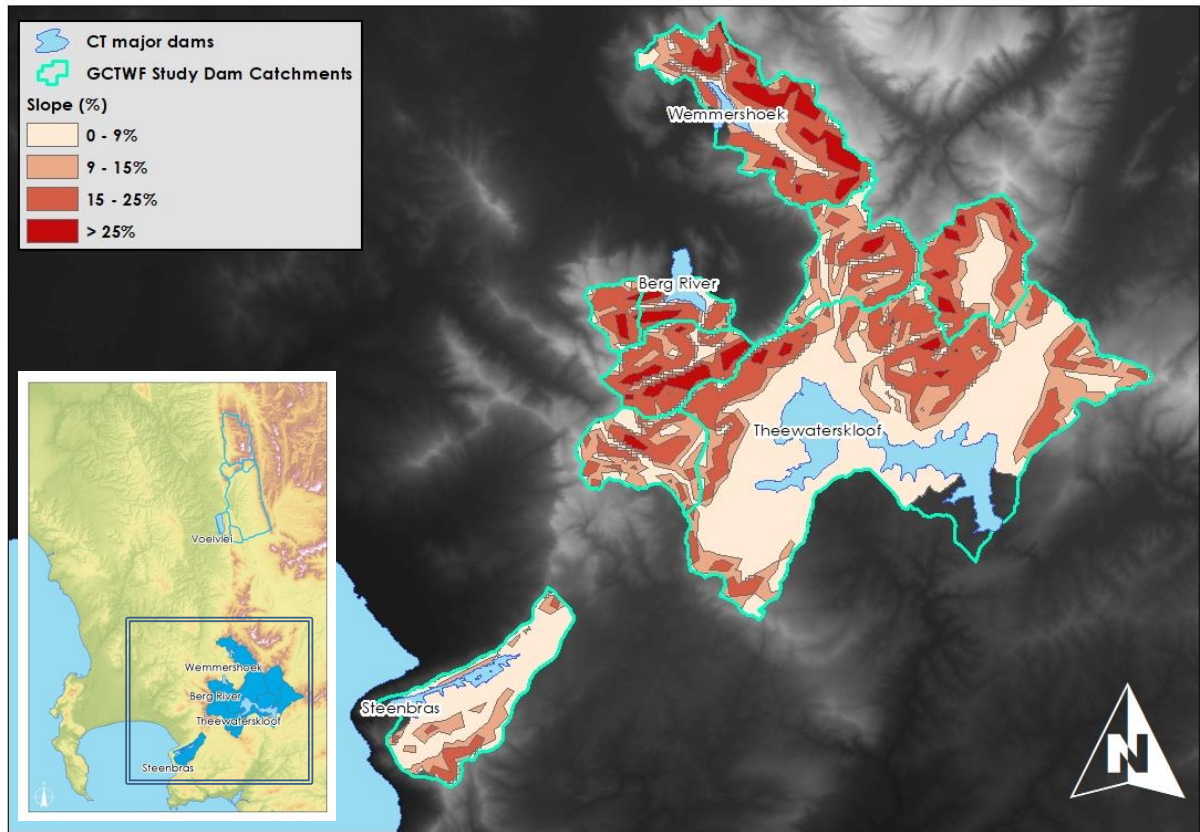 CT major dams
GCTWF Study Dam Catchments
Slope (%)
0 - 9%
9 - 15%
15 - 25%
> 25%
Wemmershoek
Berg River
Theewaterskloof
Steenbras
N
Voelvlei
Wemmershoek
Berg River
Theewaterskloof
Steenbras